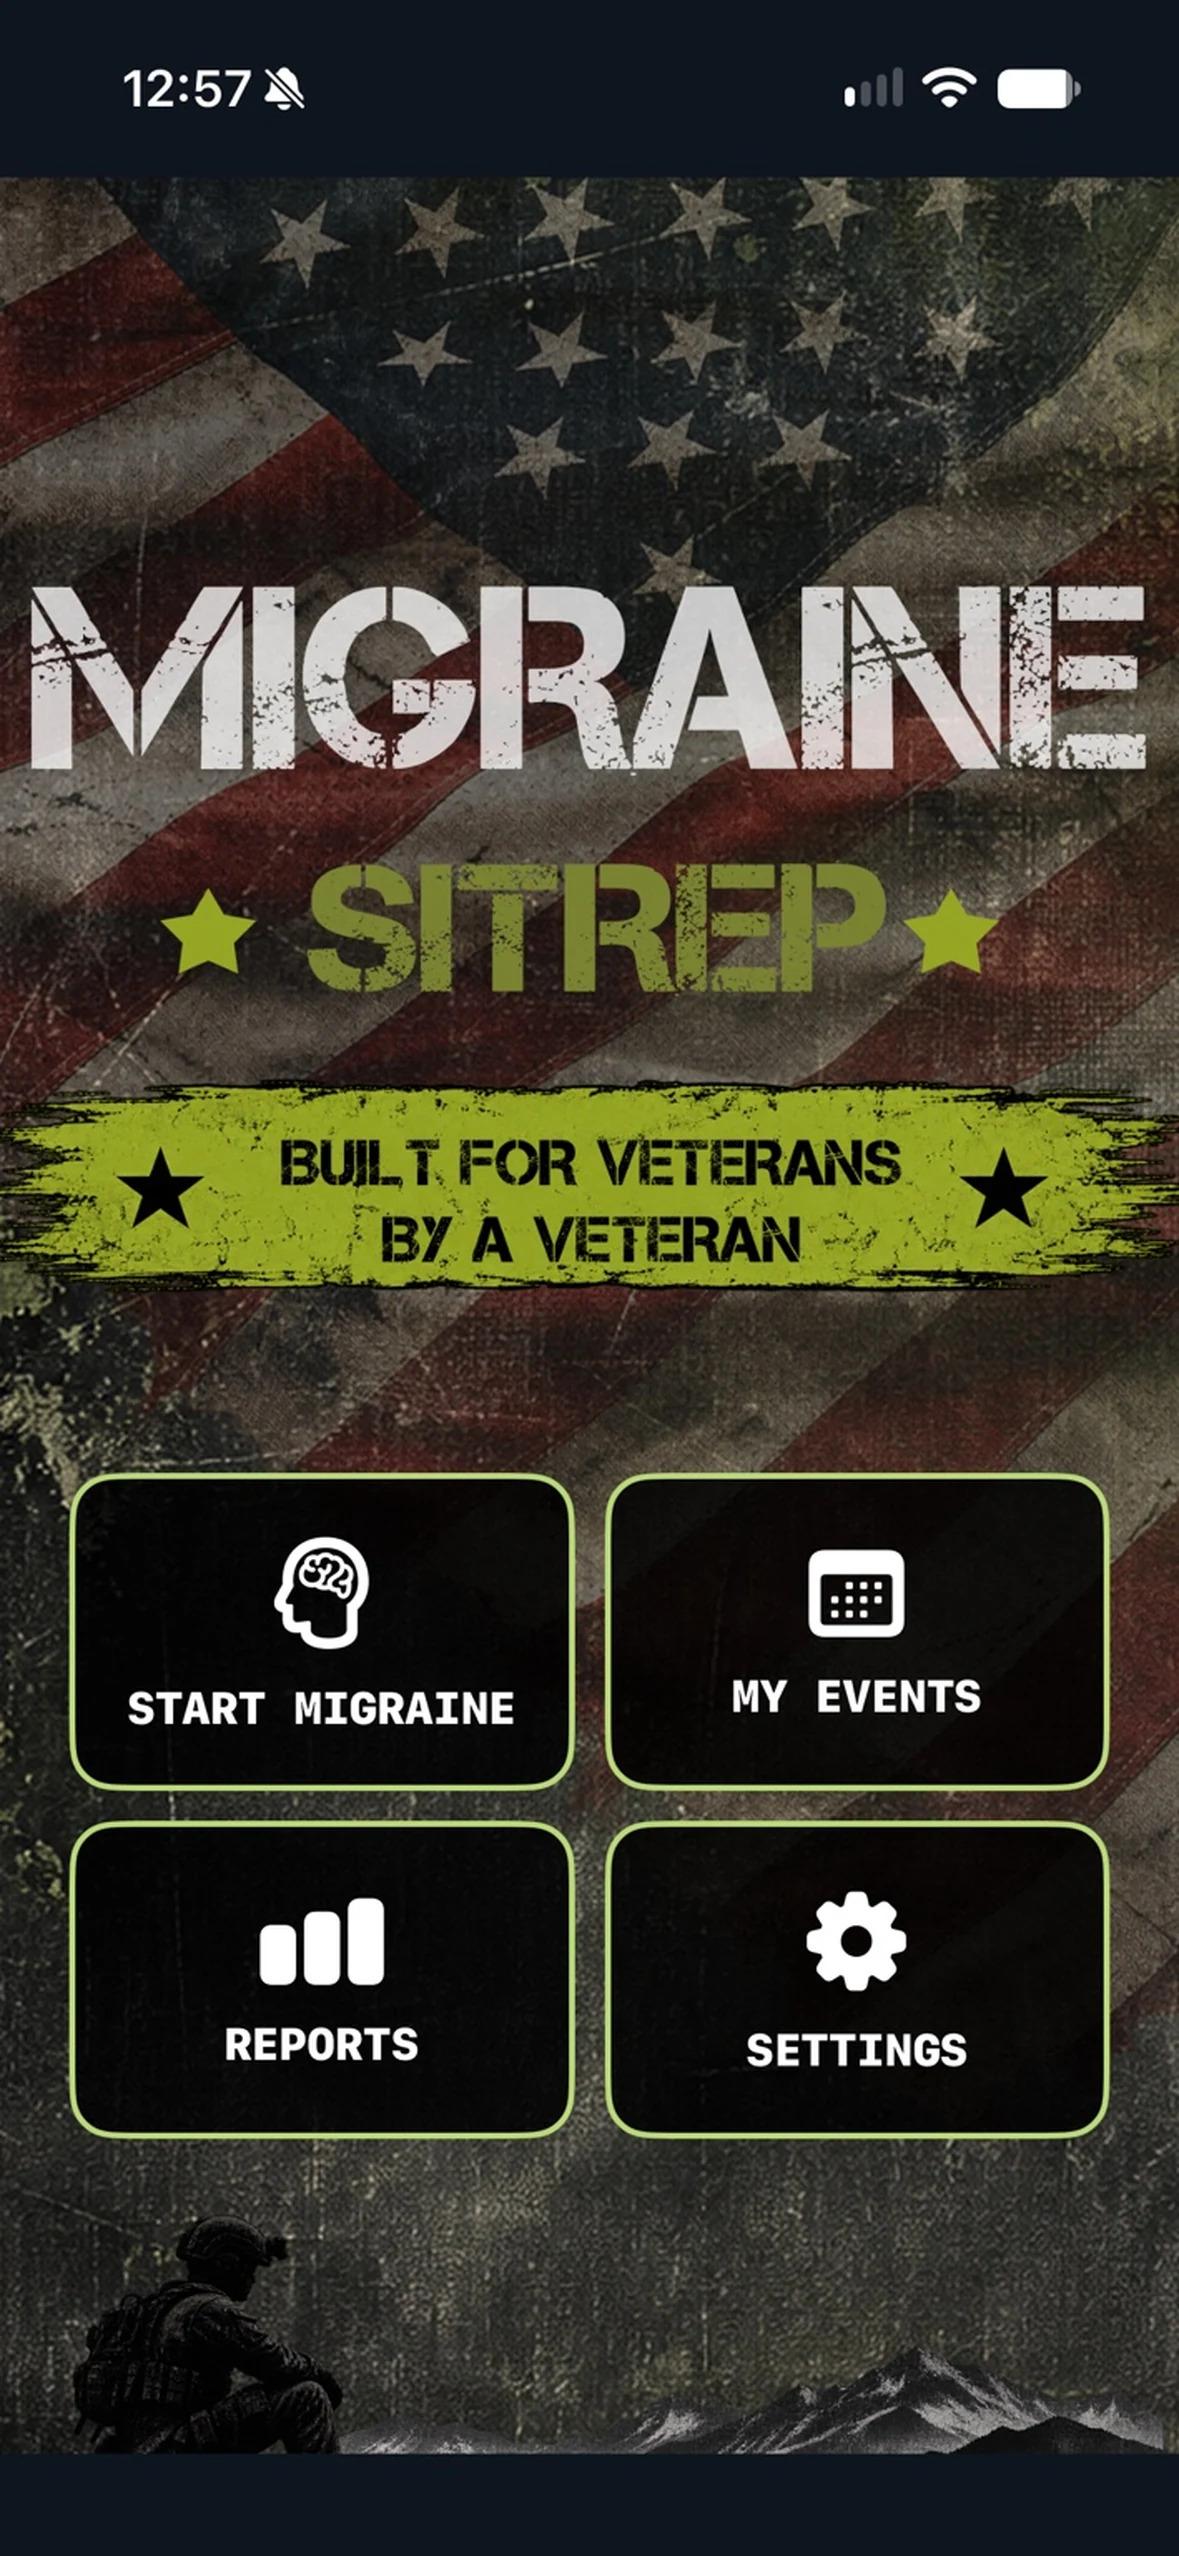 12:57
MIGRAINE
SITREP
BUILT FOR VETERANS
BY A VETERAN
START MIGRAINE
MY EVENTS
REPORTS
SETTINGS